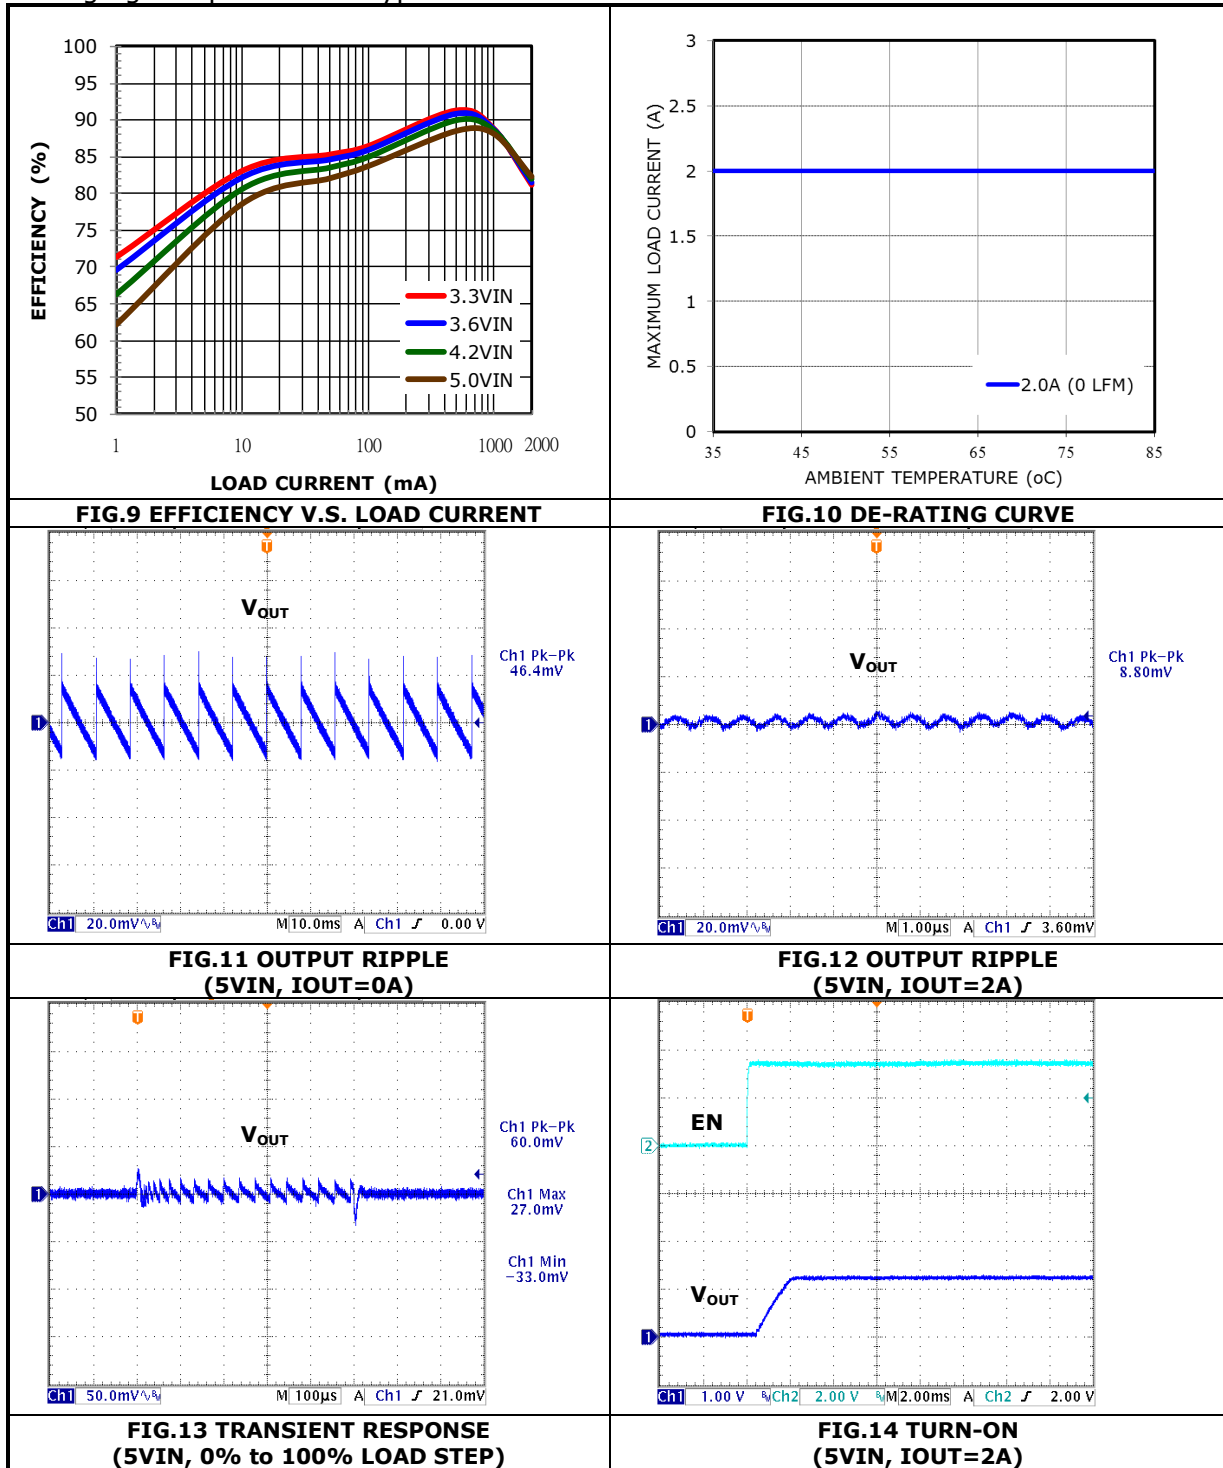 100
95
90
85
80
75
70
65
60
55
50
EFFICIENCY (%)
3.3VIN
3.6VIN
4.2VIN
5.0VIN
1 10 100 1000 2000
LOAD CURRENT (mA)
3
2.5
2
1.5
1
0.5
0
MAXIMUM LOAD CURRENT (A)
2.0A (0 LFM)
35 45 55 65 75 85
AMBIENT TEMPERATURE (oC)
FIG.9 EFFICIENCY V.S. LOAD CURRENT
FIG.10 DE-RATING CURVE
T
VOUT
Ch1 Pk-Pk
46.4mV
1
Ch1 20.0mV M 10.0ms A Ch1 0.00 V
T
VOUT
Ch1 Pk-Pk
8.80mV
1
Ch1 20.0mV M 1.00µs A Ch1 3.60mV
FIG.11 OUTPUT RIPPLE
(5VIN, IOUT=0A)
FIG.12 OUTPUT RIPPLE
(5VIN, IOUT=2A)
T
VOUT
Ch1 Pk-Pk
60.0mV
1
Ch1 Max
27.0mV
Ch1 Min
-33.0mV
Ch1 50.0mV M 100µs A Ch1 21.0mV
T
EN
2
VOUT
1
Ch1 1.00 V Ch2 2.00 V M 2.00ms A Ch2 2.00 V
FIG.13 TRANSIENT RESPONSE
(5VIN, 0% to 100% LOAD STEP)
FIG.14 TURN-ON
(5VIN, IOUT=2A)